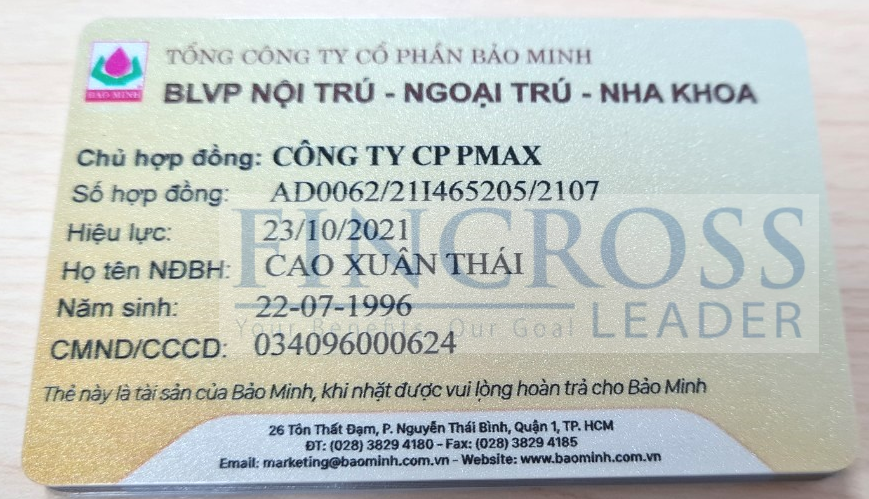 TỔNG CÔNG TY CỔ PHẦN BẢO MINH
BẢO MINH
BLVP NỘI TRÚ - NGOẠI TRÚ - NHA KHOA
Chủ hợp đồng: CÔNG TY CP PMAX
Số hợp đồng: AD0062/21I465205/2107
Hiệu lực: 23/10/2021
Họ tên NĐBH: CAO XUÂN THÁI
Năm sinh: 22-07-1996
CMND/CCCD: 034096000624
FINCROSS
Your Benefits, Our Goal LEADER
Thẻ này là tài sản của Bảo Minh, khi nhặt được vui lòng hoàn trả cho Bảo Minh
26 Tôn Thất Đạm, P. Nguyễn Thái Bình, Quận 1, TP. HCM
ĐT: (028) 3829 4180 - Fax: (028) 3829 4185
Email: marketing@baominh.com.vn - Website: www.baominh.com.vn